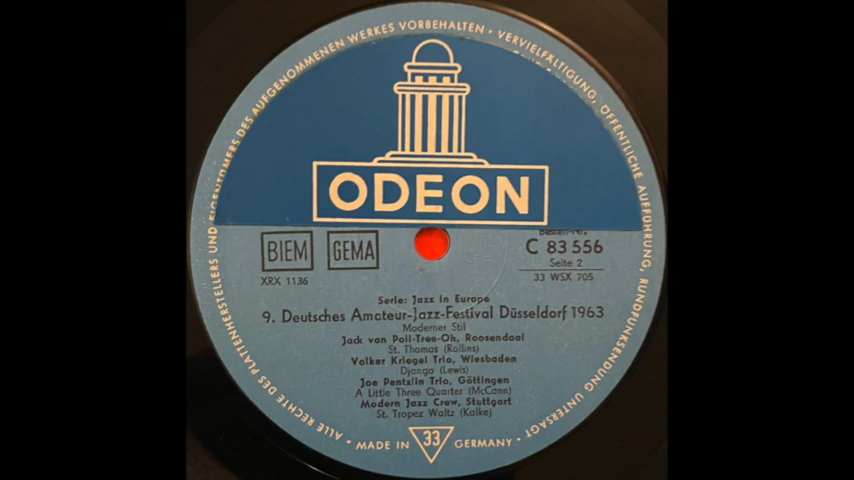 ALLE RECHTE DES PLATTENHERSTELLERS UND EIGENTÜMERS DES AUFGENOMMENEN WERKES VORBEHALTEN • VERVIELFÄLTIGUNG, ÖFFENTLICHE AUFFÜHRUNG, RUNDFUNKSENDUNG UNTERSAGT
ODEON
BIEM GEMA
Bestell-Nr.
C 83 556
Seite 2
XRX 1136
33 WSX 705
Serie: Jazz in Europe
9. Deutsches Amateur-Jazz-Festival Düsseldorf 1963
Moderner Stil
Jack van Poll-Tree-Oh, Roosendaal
St. Thomas (Rollins)
Volker Kriegel Trio, Wiesbaden
Django (Lewis)
Joe Pentzlin Trio, Göttingen
A Little Three Quarter (McCann)
Modern Jazz Crew, Stuttgart
St. Tropez Waltz (Kalke)
• MADE IN 33 GERMANY •